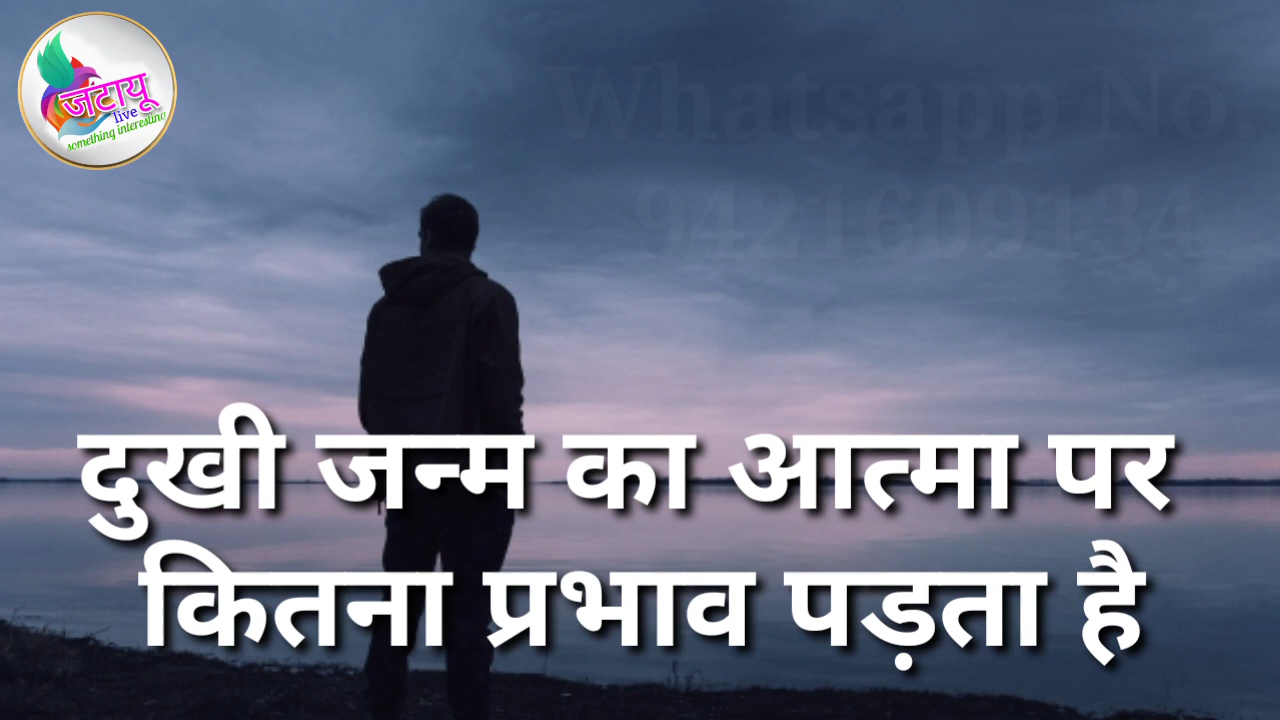 जटायू
live
something interesting
Whatsapp No.
9421609134
दुखी जन्म का आत्मा पर
कितना प्रभाव पड़ता है